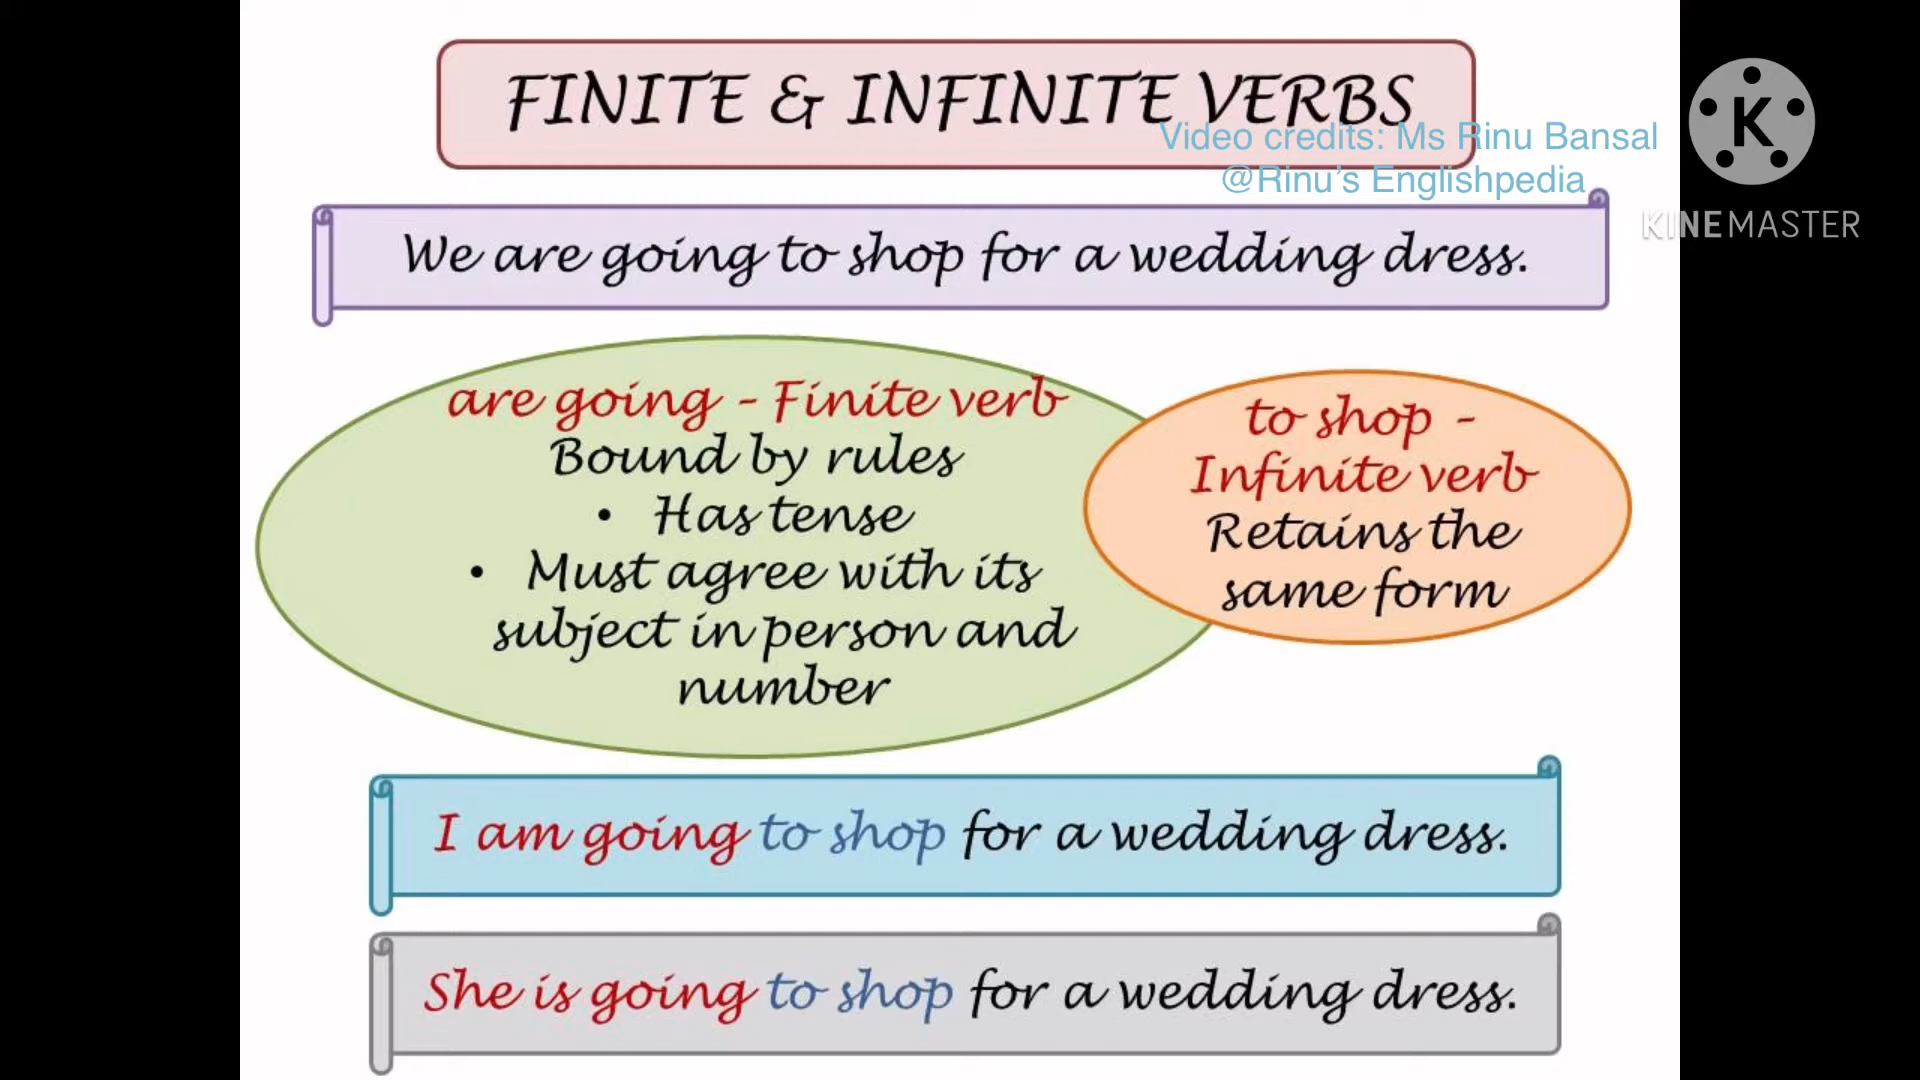 FINITE & INFINITE VERBS
Video credits: Ms Rinu Bansal
@Rinu's Englishpedia
KINEMASTER
We are going to shop for a wedding dress.
are going - Finite verb
Bound by rules
• Has tense
• Must agree with its
subject in person and
number
to shop -
Infinite verb
Retains the
same form
I am going to shop for a wedding dress.
She is going to shop for a wedding dress.